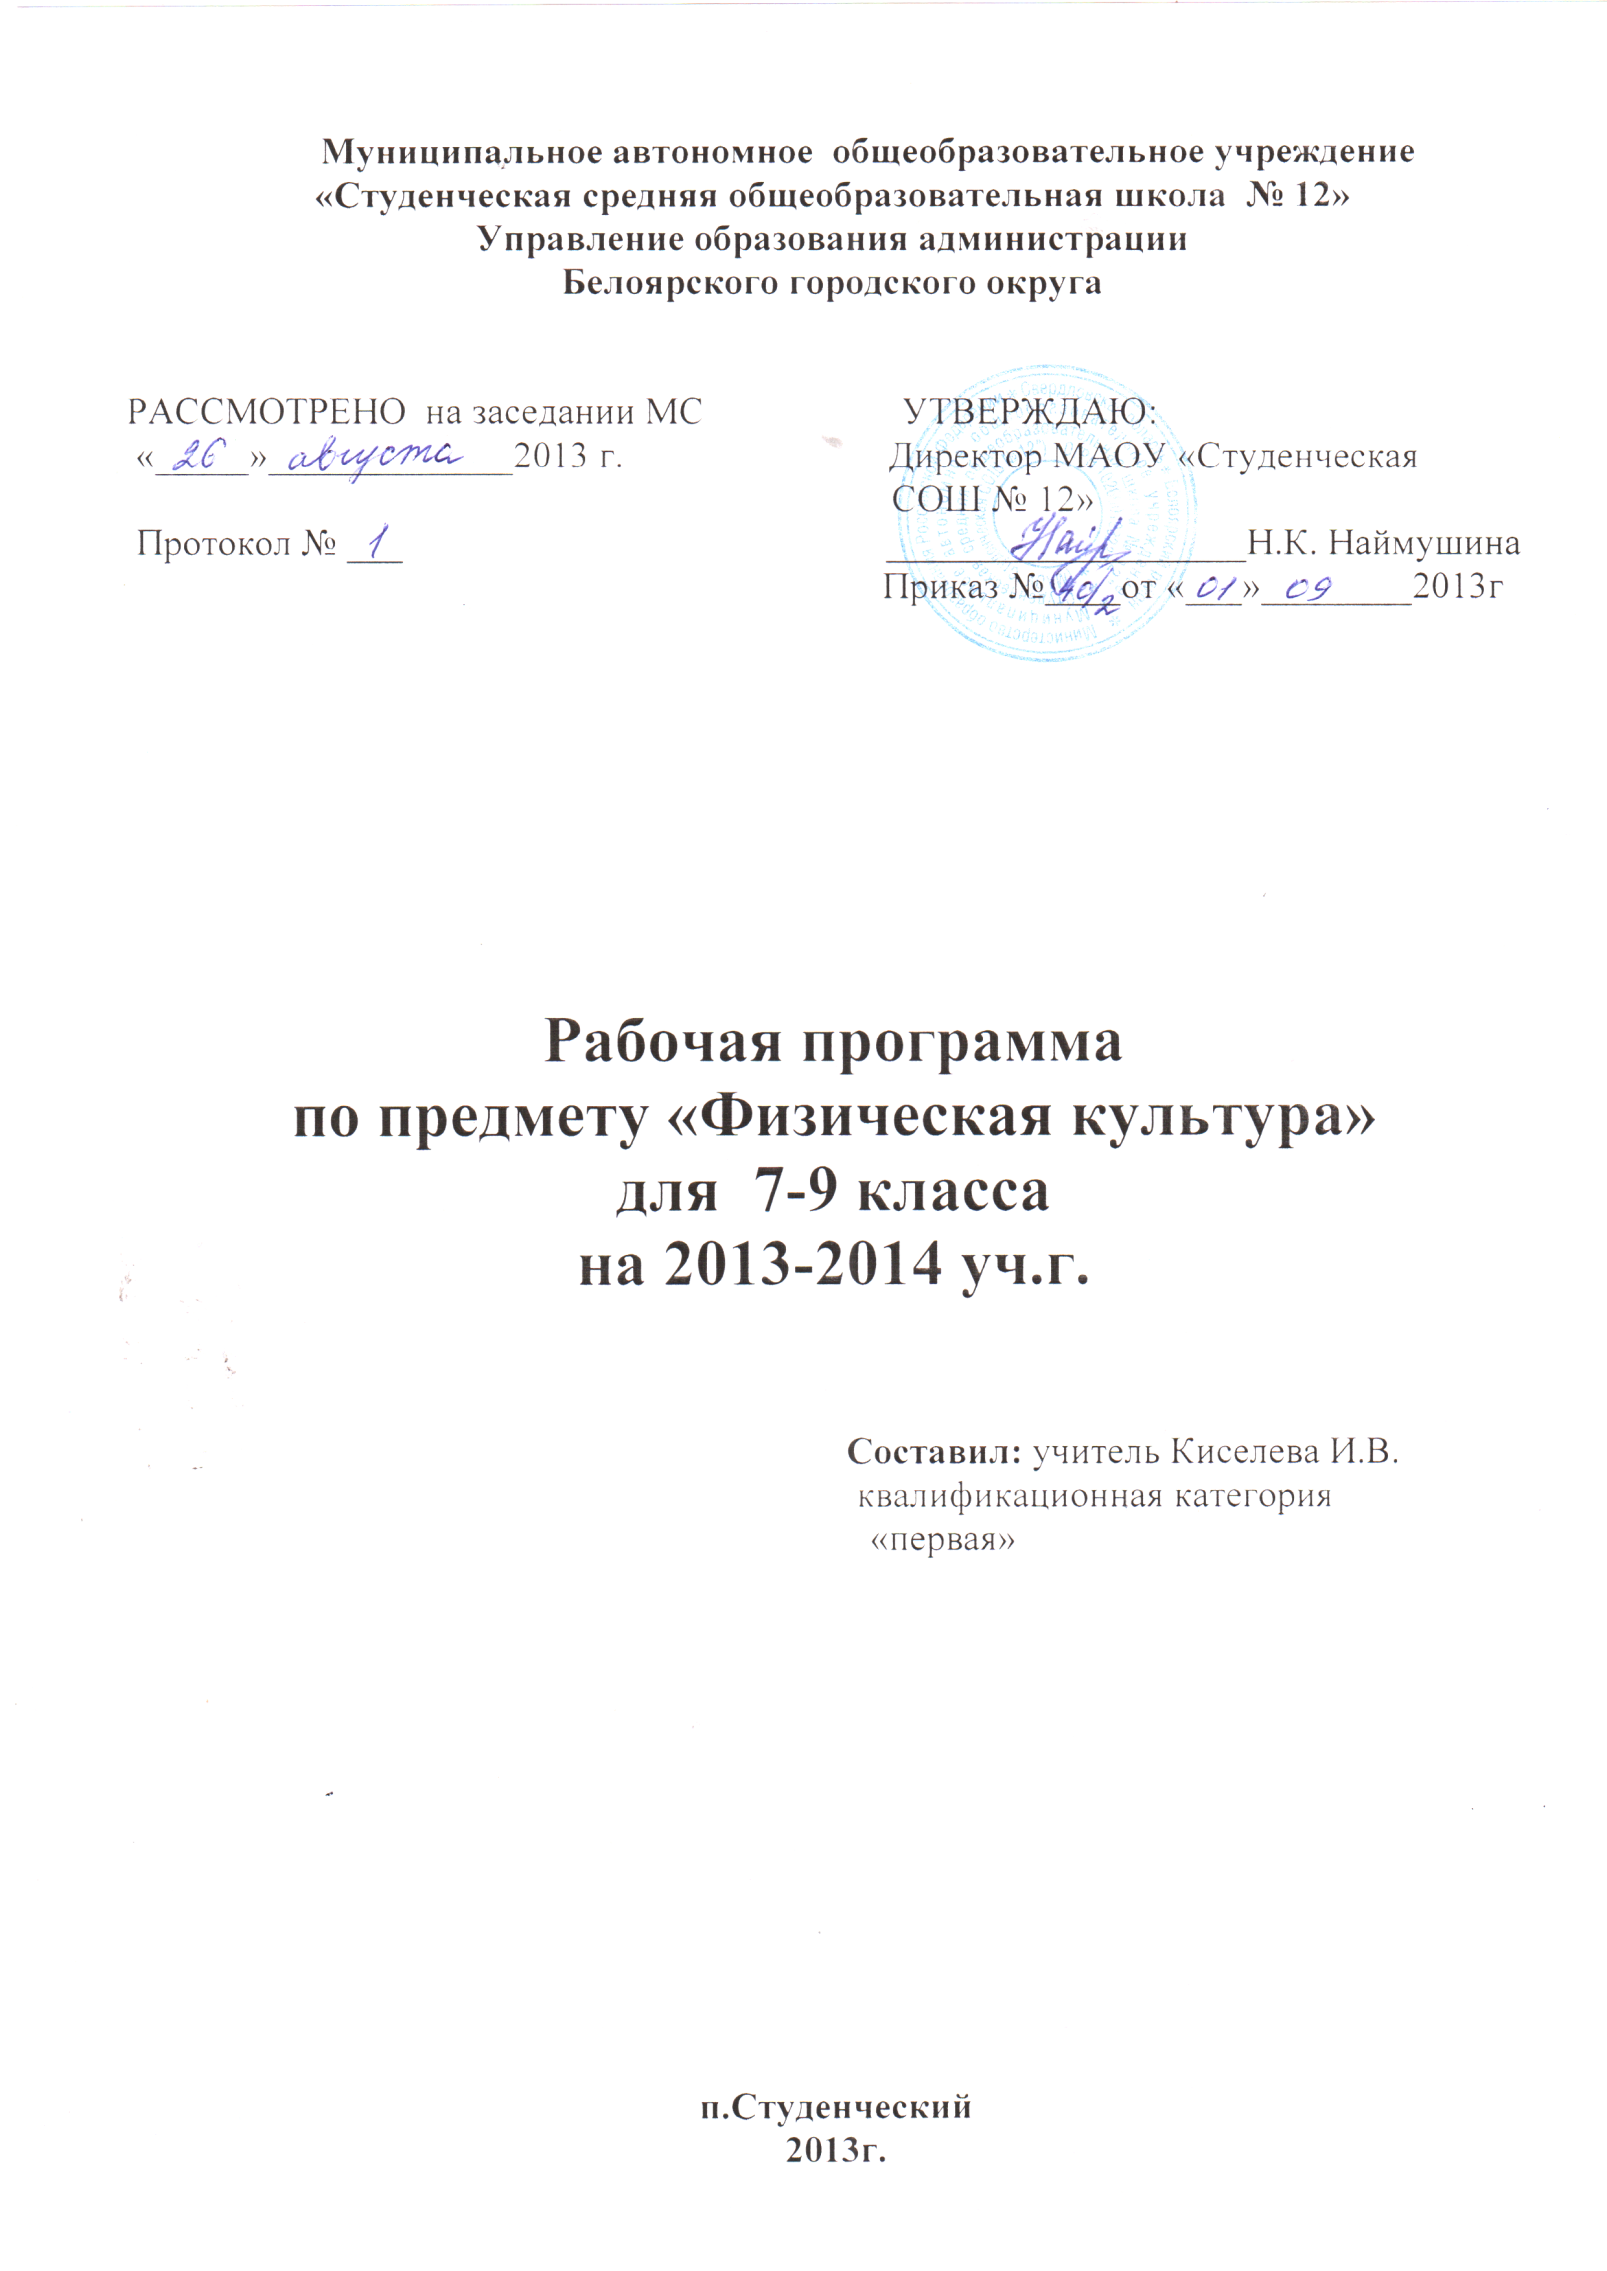 Муниципальное автономное общеобразовательное учреждение
«Студенческая средняя общеобразовательная школа № 12»
Управление образования администрации
Белоярского городского округа
РАССМОТРЕНО на заседании МС
«26» августа 2013 г.
Протокол № 1
УТВЕРЖДАЮ:
Директор МАОУ «Студенческая
СОШ № 12»
Н.К. Наймушина
Приказ № 40/2 от «01» 09 2013г
Рабочая программа
по предмету «Физическая культура»
для 7-9 класса
на 2013-2014 уч.г.
Составил: учитель Киселева И.В.
квалификационная категория
«первая»
п.Студенческий
2013г.